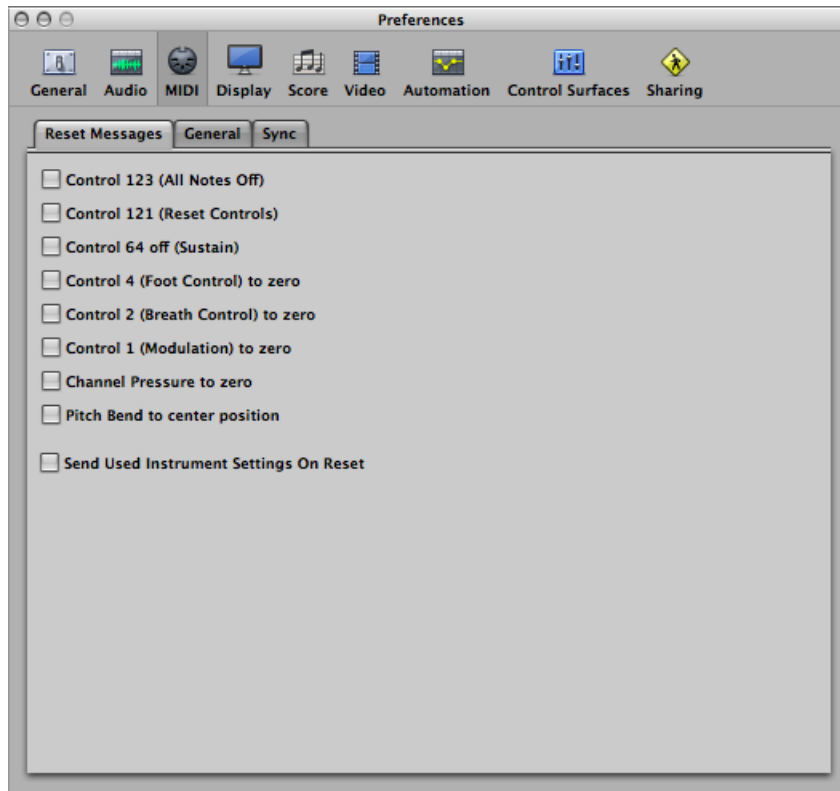 Preferences
General Audio MIDI Display Score Video Automation Control Surfaces Sharing
Reset Messages General Sync
Control 123 (All Notes Off)
Control 121 (Reset Controls)
Control 64 off (Sustain)
Control 4 (Foot Control) to zero
Control 2 (Breath Control) to zero
Control 1 (Modulation) to zero
Channel Pressure to zero
Pitch Bend to center position
Send Used Instrument Settings On Reset